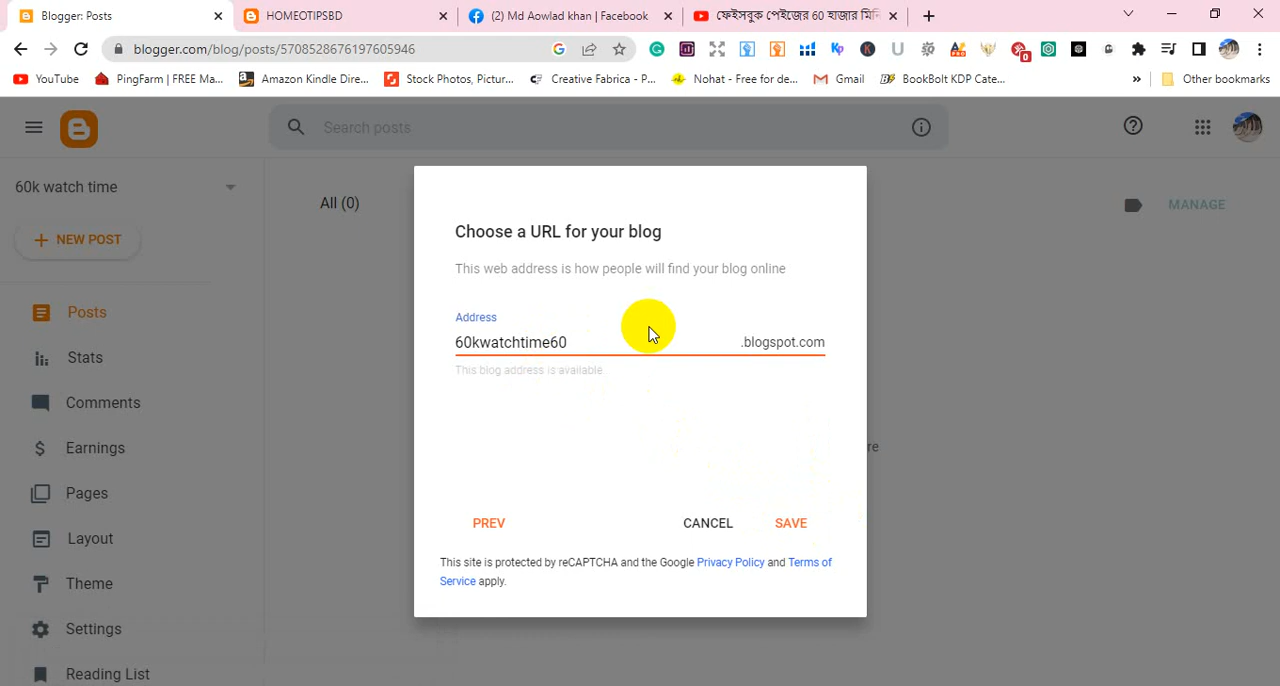 Blogger: Posts
HOMEOTIPSBD
(2) Md Aowlad khan | Facebook
ফেইসবুক পেইজের 60 হাজার মিনি
blogger.com/blog/posts/5708528676197605946
YouTube
PingFarm | FREE Ma...
Amazon Kindle Dire...
Stock Photos, Pictur...
Creative Fabrica - P...
Nohat - Free for de...
Gmail
BookBolt KDP Cate...
Other bookmarks
Search posts
60k watch time
All (0)
MANAGE
NEW POST
Posts
Stats
Comments
Earnings
Pages
Layout
Theme
Settings
Reading List
Choose a URL for your blog
This web address is how people will find your blog online
Address
60kwatchtime60 .blogspot.com
This blog address is available
re
PREV CANCEL SAVE
This site is protected by reCAPTCHA and the Google Privacy Policy and Terms of
Service apply.